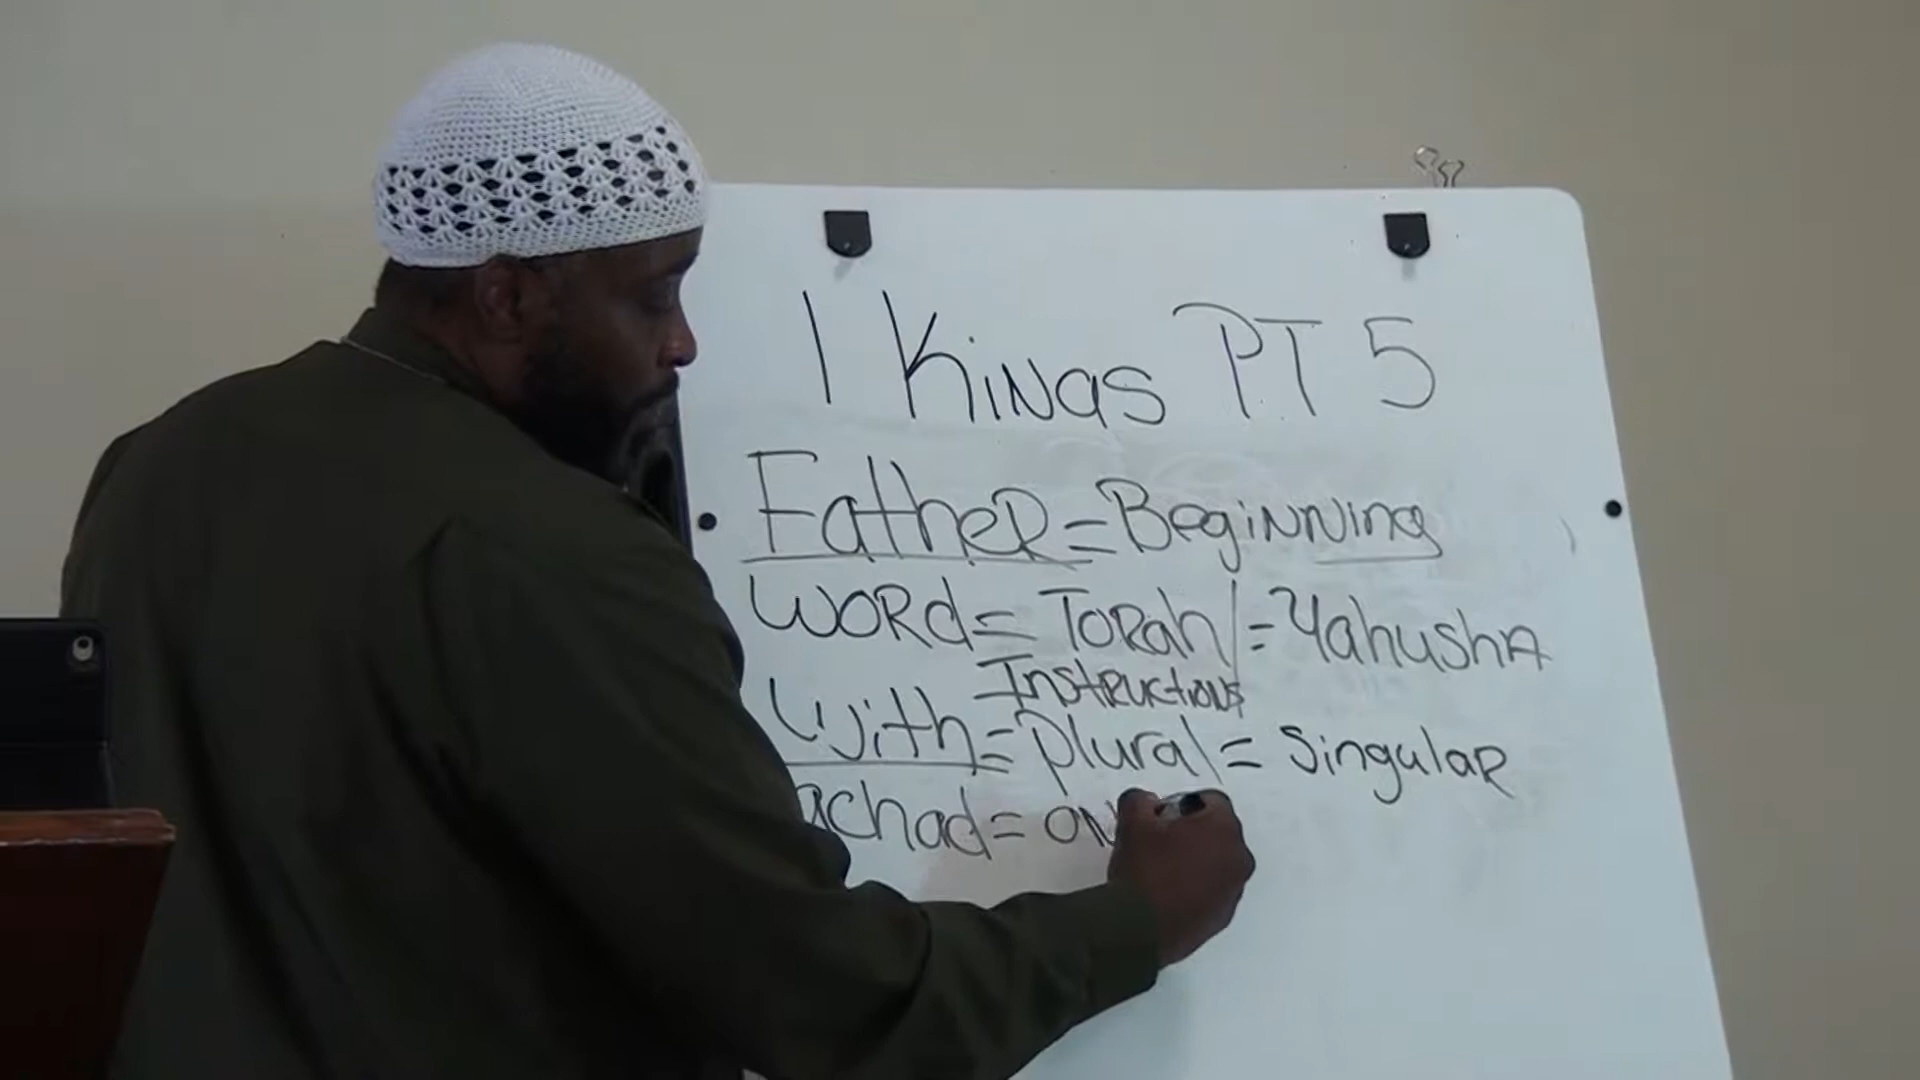 1 Kings PT 5
Father = Beginning
Word = Torah / = Yahusha
= Instructions
With = plural = Singular
achad = on